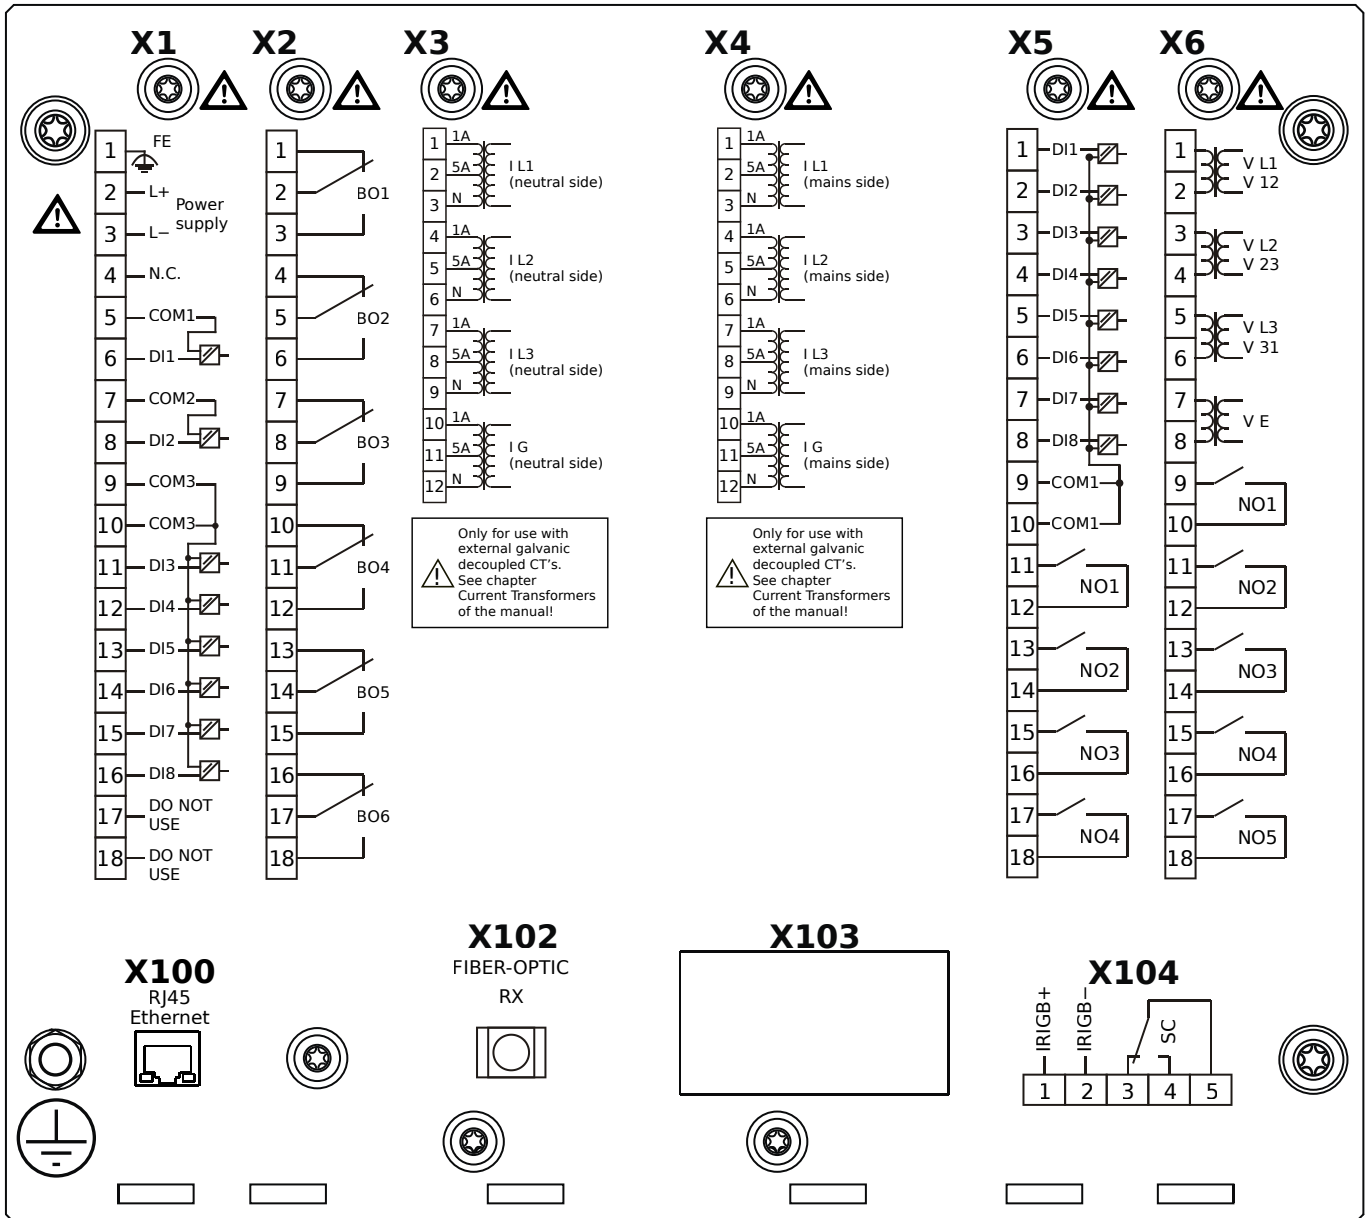 X1
X2
X3
X4
X5
X6
1 FE
2 L+
Power
supply
3 L−
4 N.C.
5 COM1
6 DI1
7 COM2
8 DI2
9 COM3
10 COM3
11 DI3
12 DI4
13 DI5
14 DI6
15 DI7
16 DI8
17 DO NOT
USE
18 DO NOT
USE
1
2 BO1
3
4
5 BO2
6
7
8 BO3
9
10
11 BO4
12
13
14 BO5
15
16
17 BO6
18
1 1A
2 5A
3 N
I L1
(neutral side)
4 1A
5 5A
6 N
I L2
(neutral side)
7 1A
8 5A
9 N
I L3
(neutral side)
10 1A
11 5A
12 N
I G
(neutral side)
Only for use with
external galvanic
decoupled CT’s.
See chapter
Current Transformers
of the manual!
1 1A
2 5A
3 N
I L1
(mains side)
4 1A
5 5A
6 N
I L2
(mains side)
7 1A
8 5A
9 N
I L3
(mains side)
10 1A
11 5A
12 N
I G
(mains side)
Only for use with
external galvanic
decoupled CT’s.
See chapter
Current Transformers
of the manual!
1 DI1
2 DI2
3 DI3
4 DI4
5 DI5
6 DI6
7 DI7
8 DI8
9 COM1
10 COM1
11
NO1
12
13
NO2
14
15
NO3
16
17
NO4
18
1
2
V L1
V 12
3
4
V L2
V 23
5
6
V L3
V 31
7
V E
8
9
NO1
10
11
NO2
12
13
NO3
14
15
NO4
16
17
NO5
18
X100
RJ45
Ethernet
X102
FIBER-OPTIC
RX
X103
X104
IRIGB+
IRIGB−
SC
1 2 3 4 5